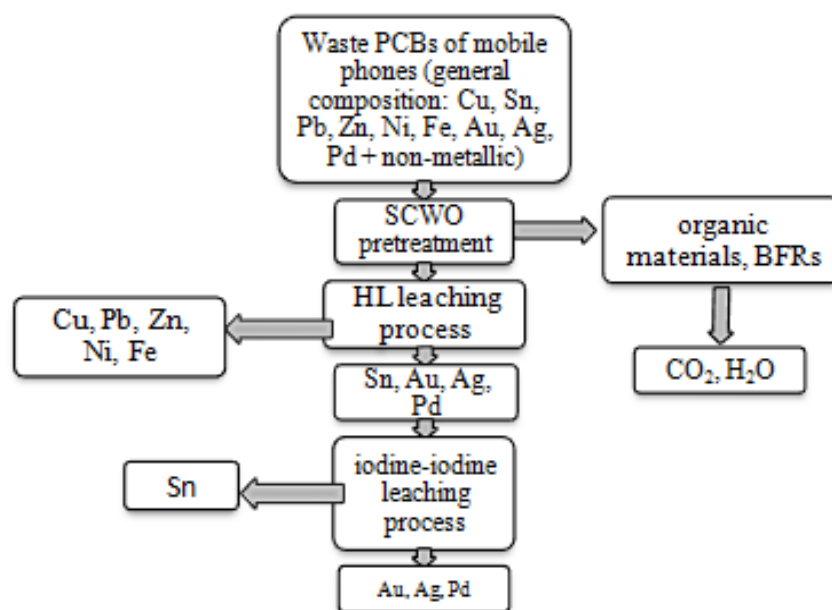 Waste PCBs of mobile
phones (general
composition: Cu, Sn,
Pb, Zn, Ni, Fe, Au, Ag,
Pd + non-metallic)
SCWO
pretreatment
organic
materials, BFRs
HL leaching
process
Cu, Pb, Zn,
Ni, Fe
CO₂, H₂O
Sn, Au, Ag,
Pd
iodine-iodine
leaching
process
Sn
Au, Ag, Pd